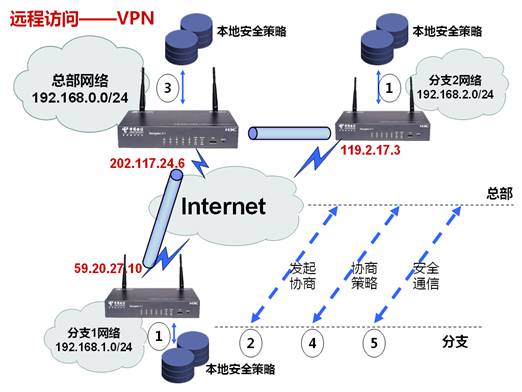 远程访问——VPN
本地安全策略
本地安全策略
总部网络
192.168.0.0/24
3
1
分支2网络
192.168.2.0/24
H3C
202.117.24.6
119.2.17.3
Internet
总部
59.20.27.10
发起
协商
协商
策略
安全
通信
分支1网络
192.168.1.0/24
1
2
4
5
分支
本地安全策略